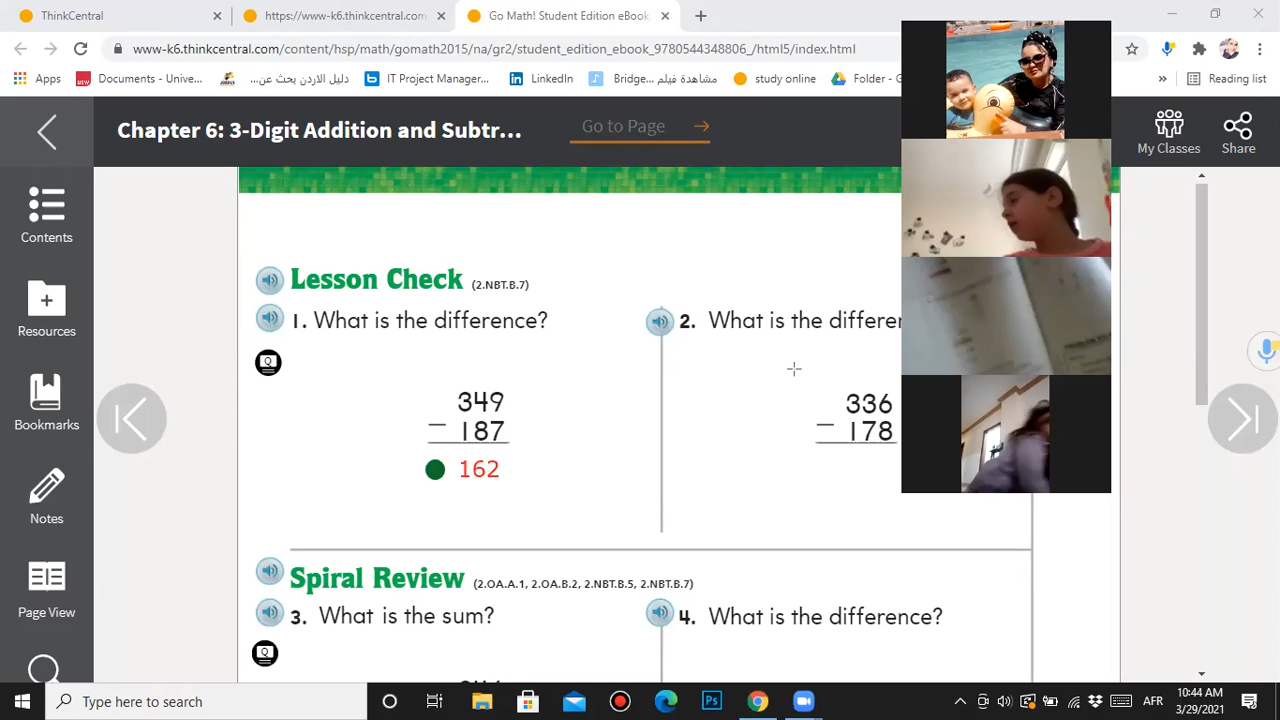 ThinkCentral
https://www-k6.thinkcentral.com
Go Math! Student Edition eBook
www-k6.thinkcentral.com/content/hsp/math/gomath2015/na/gr2/student_edition_ebook_9780544348806_/html5/index.html
Apps
Documents - Unive...
دليل الاردن بحث عن...
IT Project Manager...
LinkedIn
Bridge...
مشاهدة فيلم
study online
Folder - G
»
Reading list
Chapter 6: 3-Digit Addition and Subtr...
Go to Page
My Classes
Share
Contents
Resources
Bookmarks
Notes
Page View
Lesson Check (2.NBT.B.7)
1. What is the difference?
2. What is the differen
Q
349
− 187
162
336
− 178
Spiral Review (2.OA.A.1, 2.OA.B.2, 2.NBT.B.5, 2.NBT.B.7)
3. What is the sum?
4. What is the difference?
Q
Type here to search
Ps
AFR
10:44 AM
3/29/2021